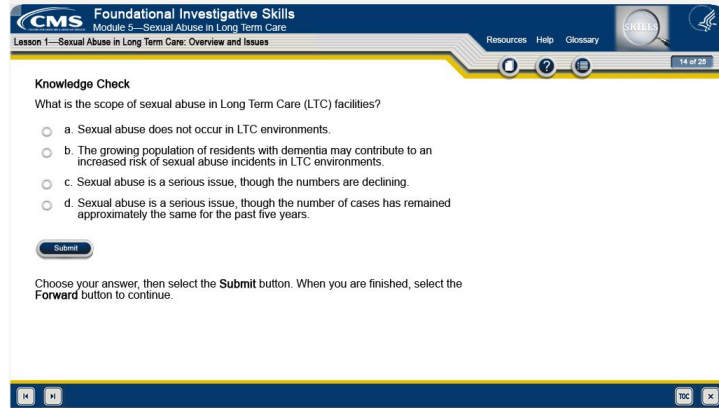 CMS
Foundational Investigative Skills
Module 5—Sexual Abuse in Long Term Care
SKILLS
Lesson 1—Sexual Abuse in Long Term Care: Overview and Issues
Resources Help Glossary
14 of 25
Knowledge Check
What is the scope of sexual abuse in Long Term Care (LTC) facilities?
a. Sexual abuse does not occur in LTC environments.
b. The growing population of residents with dementia may contribute to an
increased risk of sexual abuse incidents in LTC environments.
c. Sexual abuse is a serious issue, though the numbers are declining.
d. Sexual abuse is a serious issue, though the number of cases has remained
approximately the same for the past five years.
Submit
Choose your answer, then select the Submit button. When you are finished, select the
Forward button to continue.
TOC